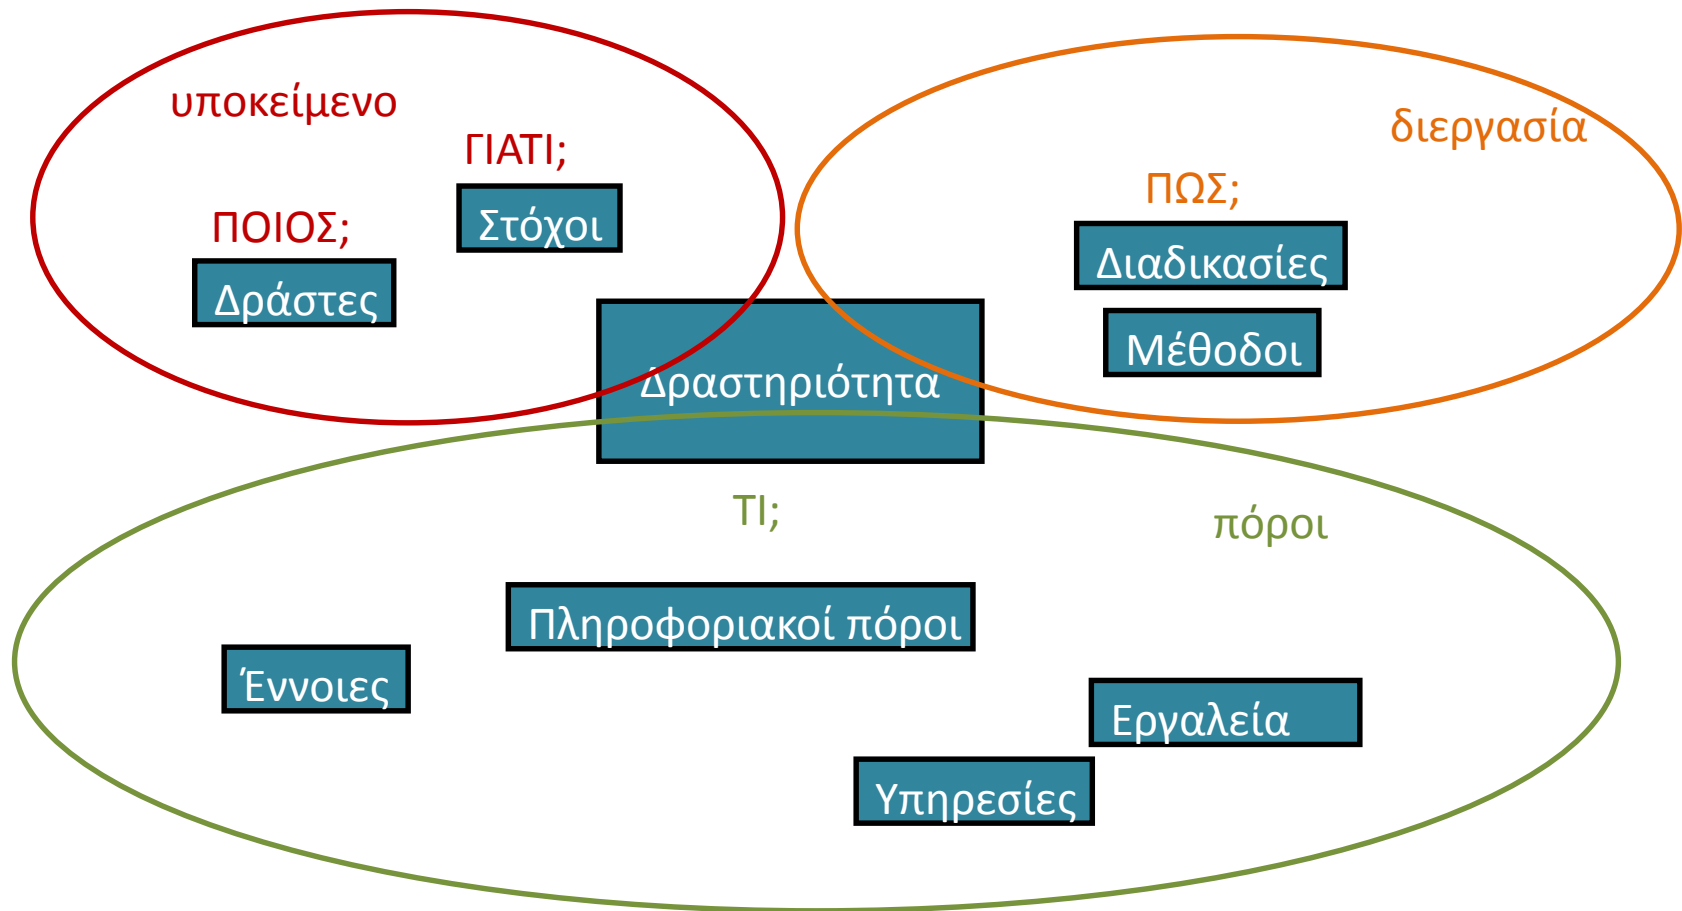 υποκείμενο
ΓΙΑΤΙ;
Στόχοι
ΠΟΙΟΣ;
Δράστες
διεργασία
ΠΩΣ;
Διαδικασίες
Μέθοδοι
Δραστηριότητα
ΤΙ;
πόροι
Πληροφοριακοί πόροι
Έννοιες
Εργαλεία
Υπηρεσίες